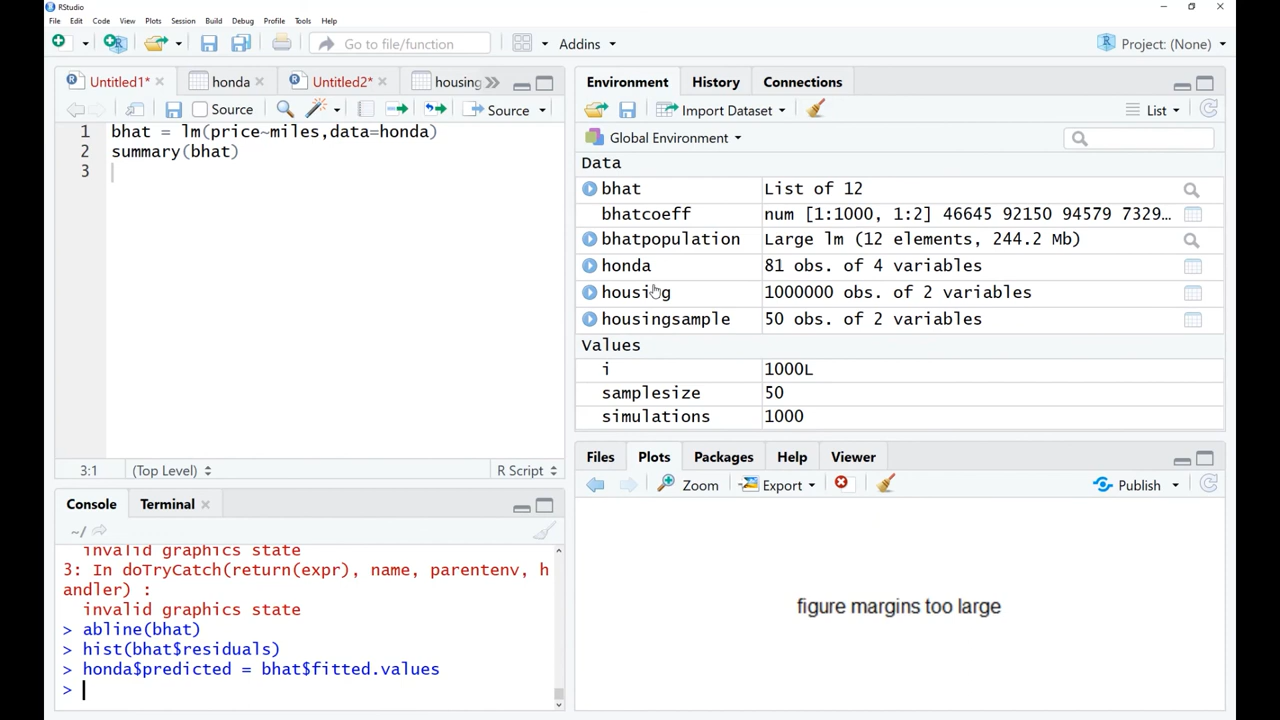 RStudio
File Edit Code View Plots Session Build Debug Profile Tools Help
Go to file/function
Addins
Project: (None)
Untitled1*
honda
Untitled2*
housing
Source
Source
1 bhat = lm(price~miles,data=honda)
2 summary(bhat)
3
3:1
(Top Level)
R Script
Console
Terminal
~/
invalid graphics state
3: In doTryCatch(return(expr), name, parentenv, h
andler) :
invalid graphics state
> abline(bhat)
> hist(bhat$residuals)
> honda$predicted = bhat$fitted.values
>
Environment
History
Connections
Import Dataset
List
Global Environment
Data
bhat List of 12
bhatcoeff num [1:1000, 1:2] 46645 92150 94579 7329...
bhatpopulation Large lm (12 elements, 244.2 Mb)
honda 81 obs. of 4 variables
housing 1000000 obs. of 2 variables
housingsample 50 obs. of 2 variables
Values
i 1000L
samplesize 50
simulations 1000
Files
Plots
Packages
Help
Viewer
Zoom
Export
Publish
figure margins too large